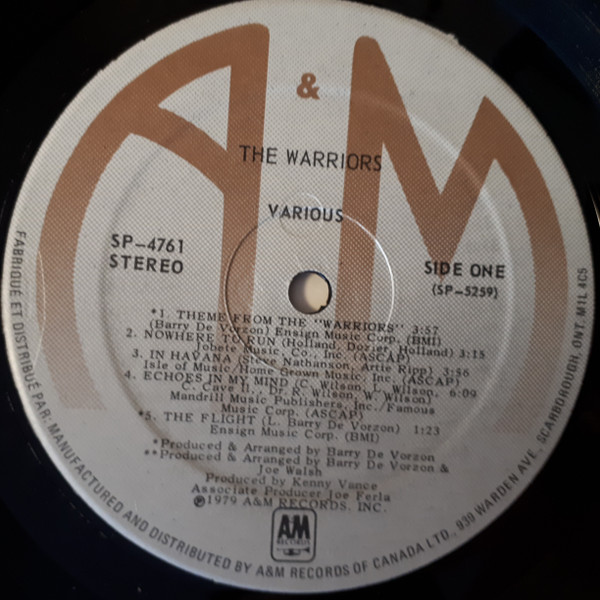 A & M
THE WARRIORS
VARIOUS
SP-4761
STEREO
SIDE ONE
(SP-5259)
*1. THEME FROM THE "WARRIORS" 3:57
(Barry De Vorzon) Ensign Music Corp. (BMI)
2. NOWHERE TO RUN (Holland, Dozier, Holland) 3:15
Jobete Music, Co., Inc. (ASCAP)
3. IN HAVANA (Steve Nathanson, Artie Ripp) 3:56
Isle of Music/Home Grown Music, Inc. (ASCAP)
4. ECHOES IN MY MIND (C. Wilson, L. Wilson, 6:09
C. Cave II, Dr. R. Wilson, W. Wilson)
Mandrill Music Publishers, Inc./Famous
Music Corp. (ASCAP)
*5. THE FLIGHT (L. Barry De Vorzon) 1:23
Ensign Music Corp. (BMI)
*Produced & Arranged by Barry De Vorzon
**Produced & Arranged by Barry De Vorzon &
Joe Walsh
Produced by Kenny Vance
Associate Producer Joe Ferla
℗1979 A&M RECORDS, INC.
A&M
RECORDS
FABRIQUÉ ET DISTRIBUÉ PAR: MANUFACTURED AND DISTRIBUTED BY A&M RECORDS OF CANADA LTD., 939 WARDEN AVE., SCARBOROUGH, ONT. M1L 4C5